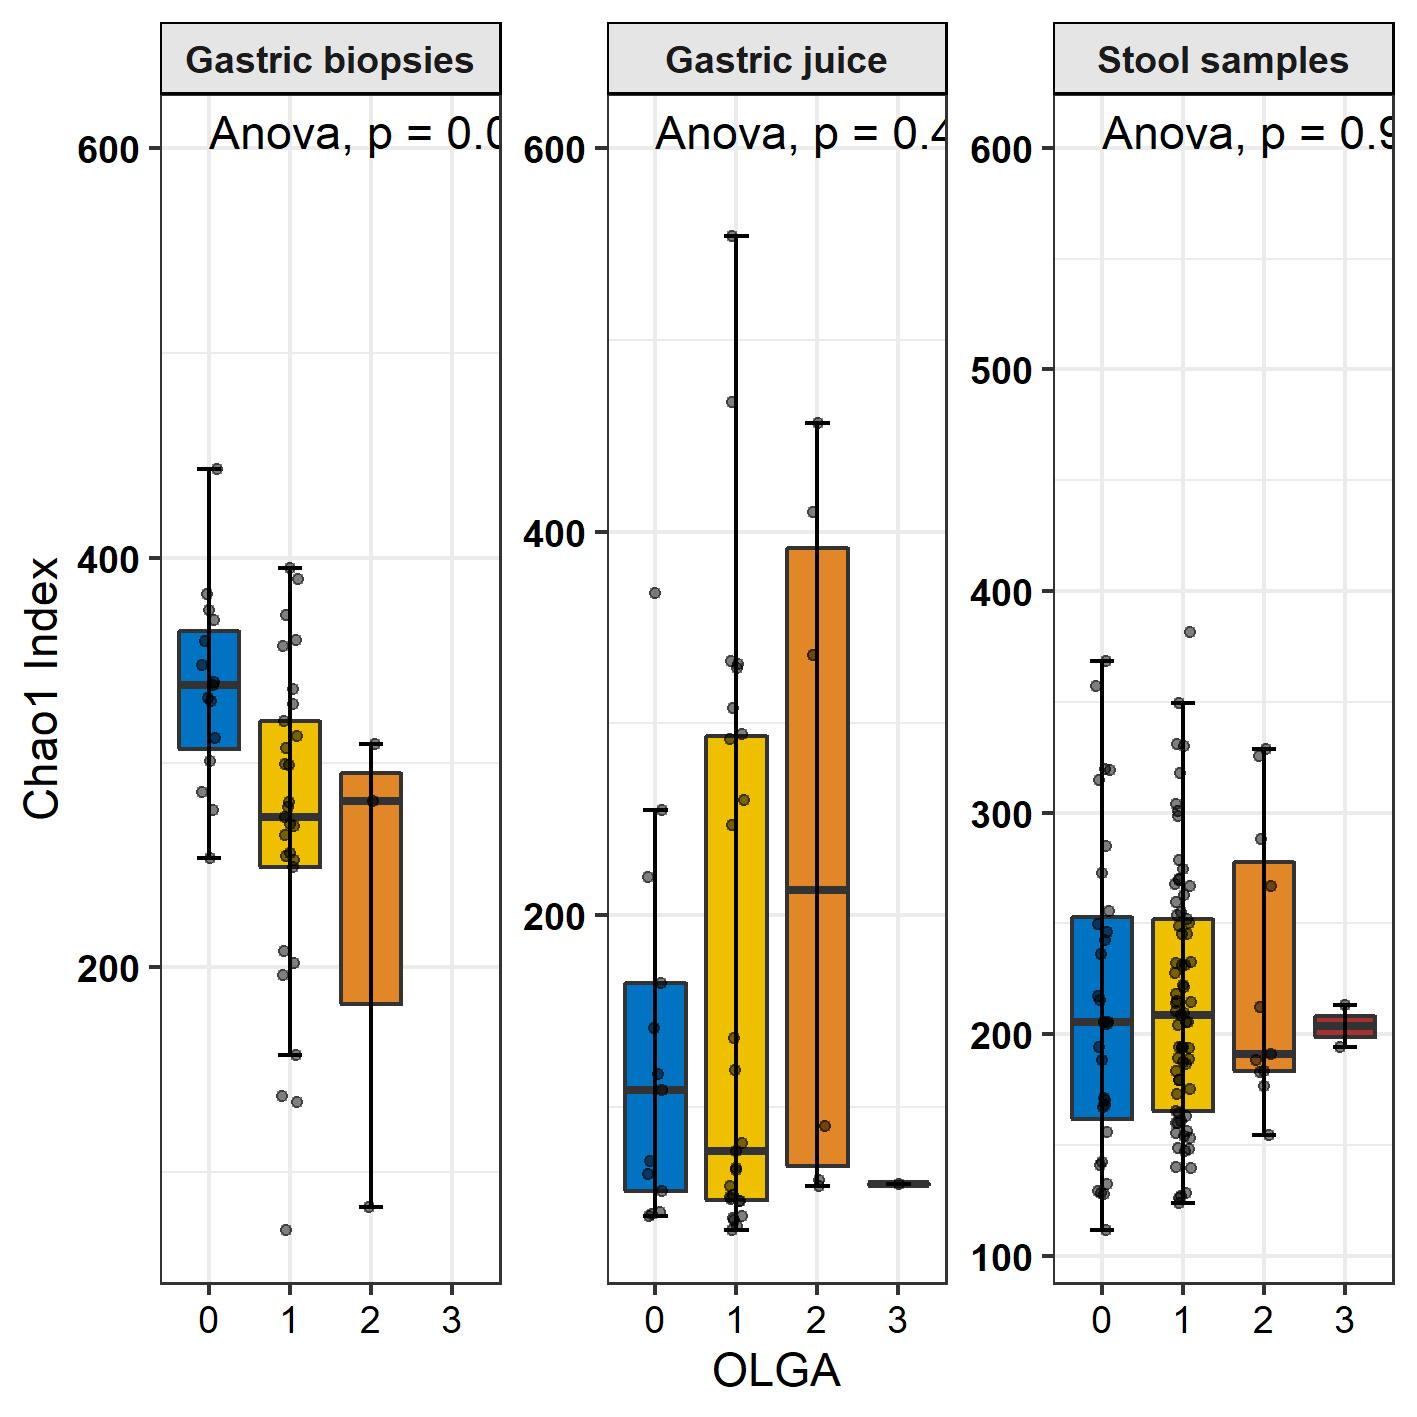 Gastric biopsies
Gastric juice
Stool samples
Anova, p = 0.0
Anova, p = 0.4
Anova, p = 0.9
Chao1 Index
600
400
200
600
400
200
600
500
400
300
200
100
0 1 2 3
0 1 2 3
0 1 2 3
OLGA